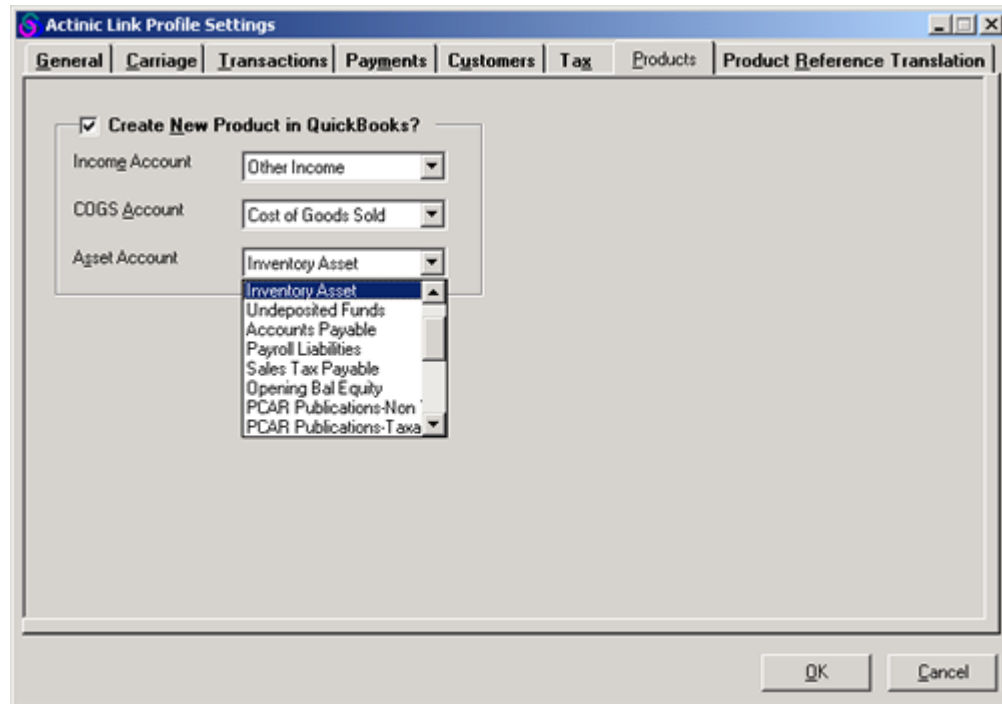 Actinic Link Profile Settings
General Carriage Transactions Payments Customers Tax Products Product Reference Translation
Create New Product in QuickBooks?
Income Account Other Income
COGS Account Cost of Goods Sold
Asset Account Inventory Asset
Inventory Asset
Undeposited Funds
Accounts Payable
Payroll Liabilities
Sales Tax Payable
Opening Bal Equity
PCAR Publications-Non
PCAR Publications-Taxa
OK Cancel